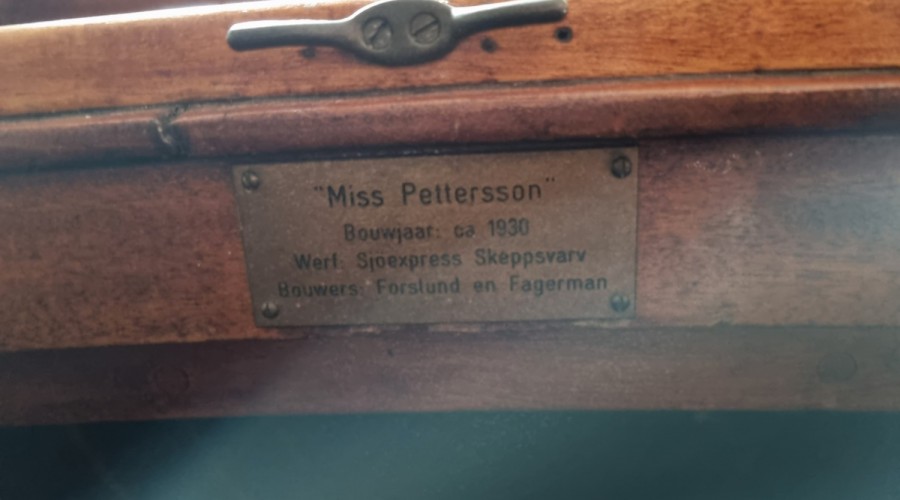 "Miss Pettersson"
Bouwjaar: ca 1930
Werf: Sjoexpress Skeppsvarv
Bouwers: Forslund en Fagerman